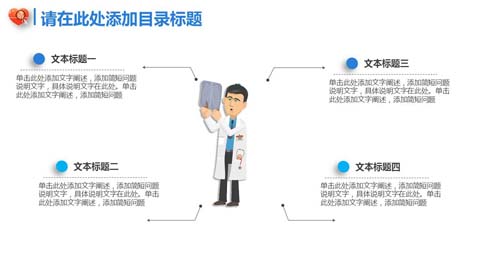 请在此处添加目录标题
文本标题一
单击此处添加文字阐述，添加简短问题
说明文字，具体说明文字在此处。单击
此处添加文字阐述，添加简短问题
文本标题三
单击此处添加文字阐述，添加简短问题
说明文字，具体说明文字在此处。单击
此处添加文字阐述，添加简短问题
文本标题二
单击此处添加文字阐述，添加简短问题
说明文字，具体说明文字在此处。单击
此处添加文字阐述，添加简短问题
文本标题四
单击此处添加文字阐述，添加简短问题
说明文字，具体说明文字在此处。单击
此处添加文字阐述，添加简短问题